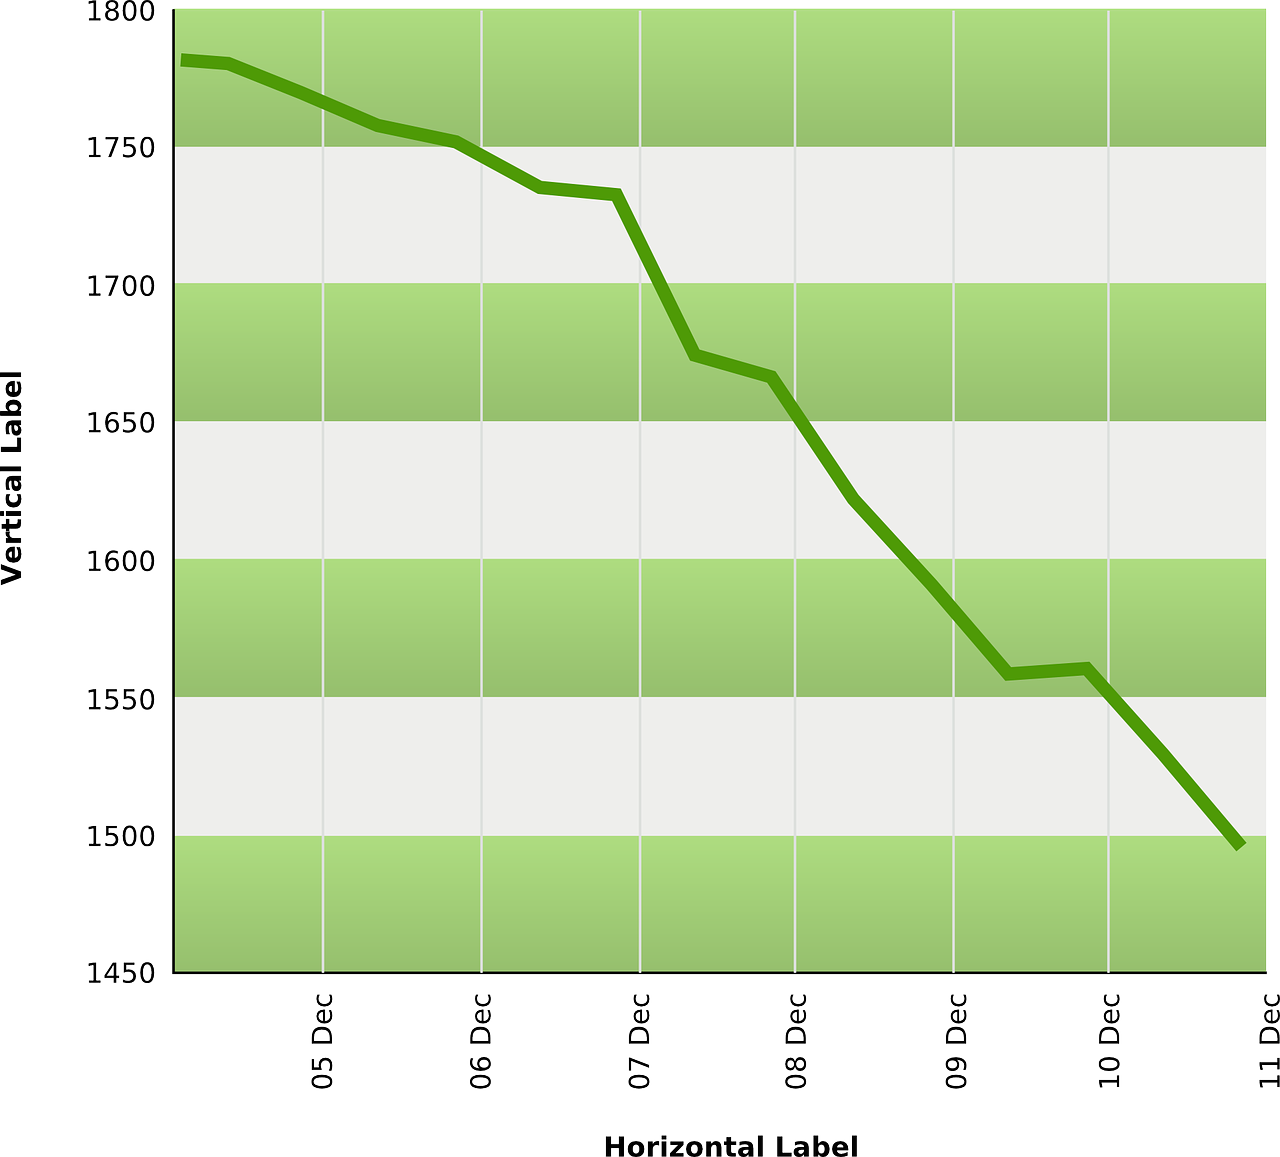 1800
1750
1700
1650
1600
1550
1500
1450
Vertical Label
05 Dec
06 Dec
07 Dec
08 Dec
09 Dec
10 Dec
11 Dec
Horizontal Label